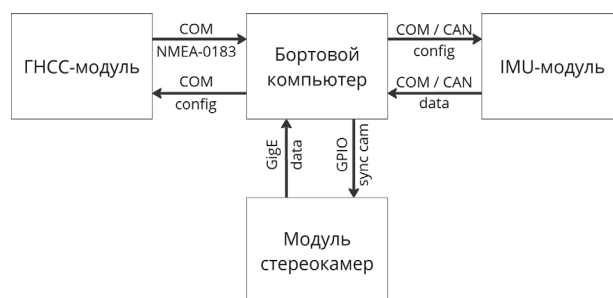 ГНСС-модуль
COM
NMEA-0183
COM
config
Бортовой
компьютер
COM / CAN
config
COM / CAN
data
IMU-модуль
GigE
data
GPIO
sync cam
Модуль
стереокамер